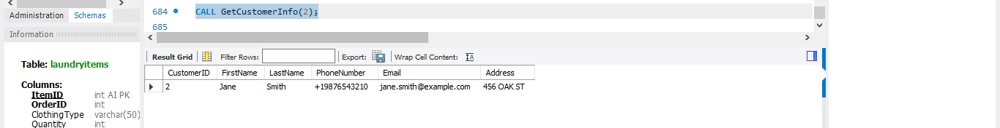 Administration Schemas
Information
Table: laundryitems
Columns:
ItemID int AI PK
OrderID int
ClothingType varchar(50)
Quantity int
684 CALL GetCustomerInfo(2);
685
Result Grid Filter Rows: Export: Wrap Cell Content:
CustomerID FirstName LastName PhoneNumber Email Address
2 Jane Smith +19876543210 jane.smith@example.com 456 OAK ST